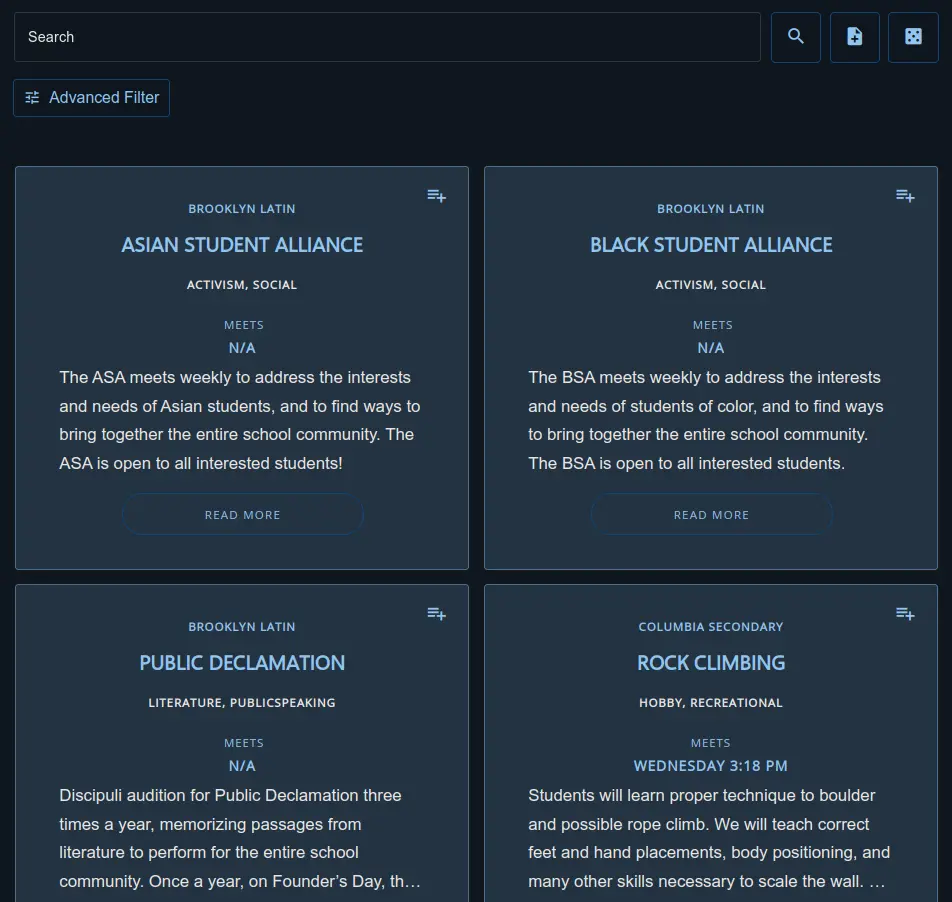 Search
Advanced Filter
BROOKLYN LATIN
ASIAN STUDENT ALLIANCE
ACTIVISM, SOCIAL
MEETS
N/A
The ASA meets weekly to address the interests
and needs of Asian students, and to find ways to
bring together the entire school community. The
ASA is open to all interested students!
READ MORE
BROOKLYN LATIN
BLACK STUDENT ALLIANCE
ACTIVISM, SOCIAL
MEETS
N/A
The BSA meets weekly to address the interests
and needs of students of color, and to find ways
to bring together the entire school community.
The BSA is open to all interested students.
READ MORE
BROOKLYN LATIN
PUBLIC DECLAMATION
LITERATURE, PUBLICSPEAKING
MEETS
N/A
Discipuli audition for Public Declamation three
times a year, memorizing passages from
literature to perform for the entire school
community. Once a year, on Founder’s Day, th…
COLUMBIA SECONDARY
ROCK CLIMBING
HOBBY, RECREATIONAL
MEETS
WEDNESDAY 3:18 PM
Students will learn proper technique to boulder
and possible rope climb. We will teach correct
feet and hand placements, body positioning, and
many other skills necessary to scale the wall. …